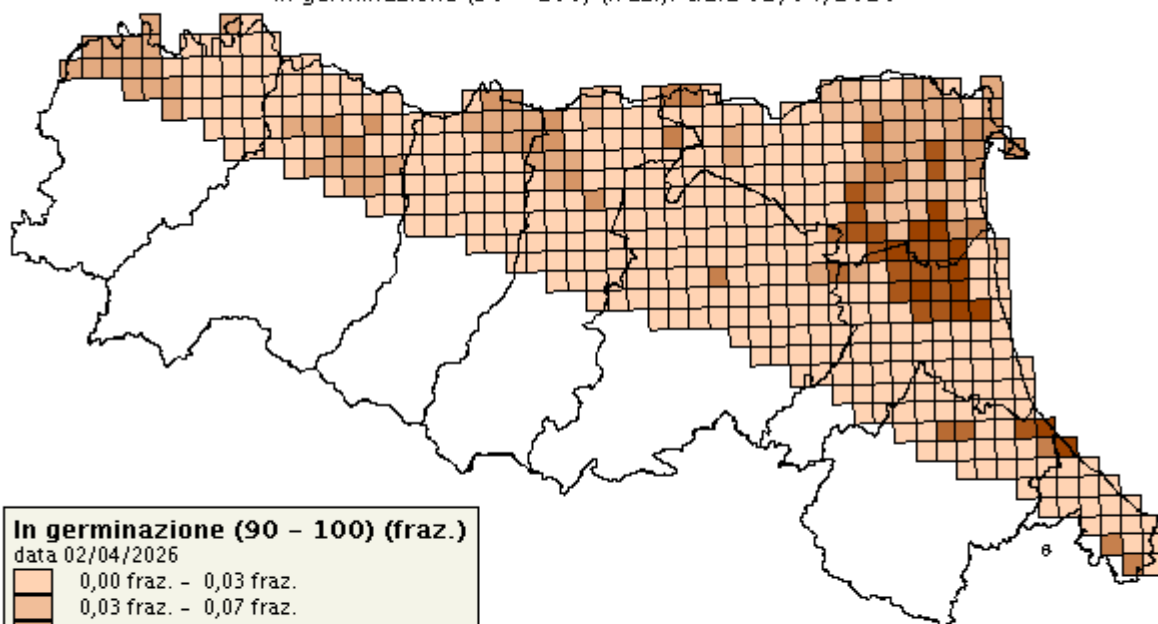 In germinazione (90 – 100) (fraz.)
data 02/04/2026
0,00 fraz. – 0,03 fraz.
0,03 fraz. – 0,07 fraz.